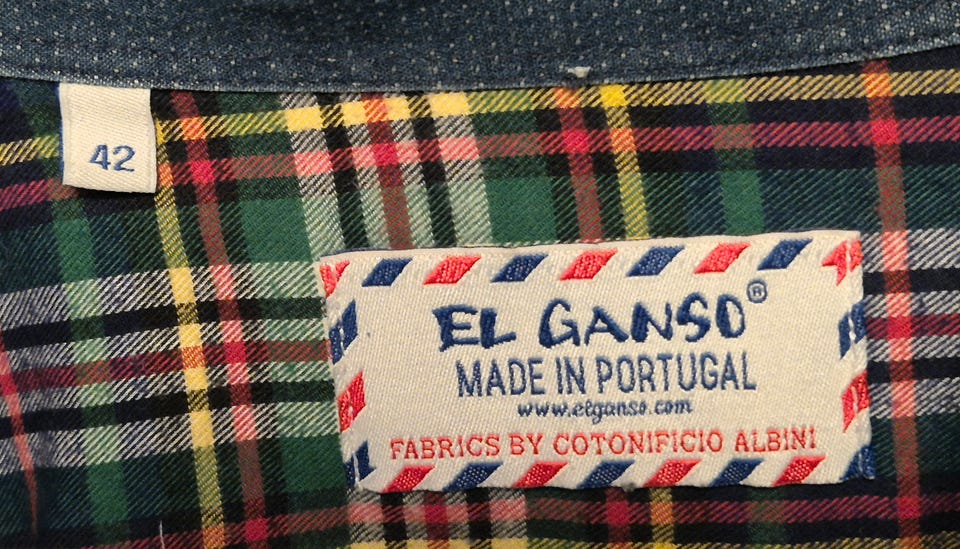 42
EL GANSO®
MADE IN PORTUGAL
www.elganso.com
FABRICS BY COTONIFICIO ALBINI